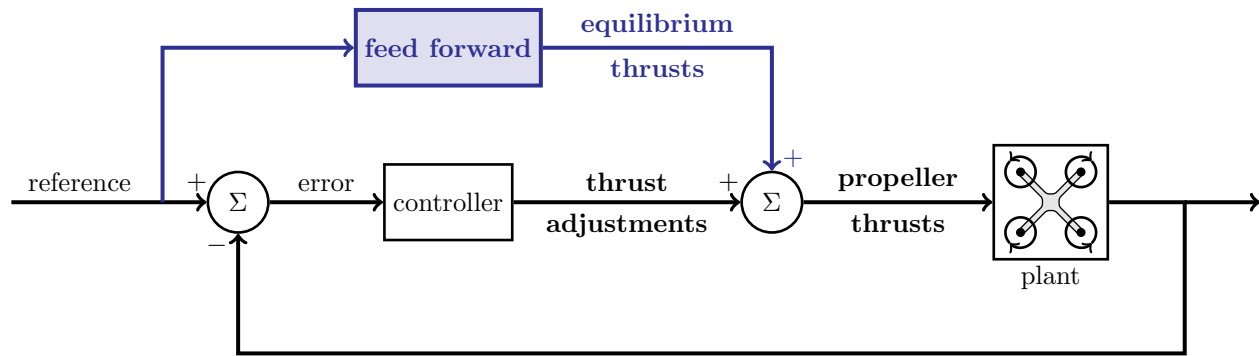 feed forward
equilibrium
thrusts
reference
+
−
Σ
error
controller
thrust
adjustments
+
+
Σ
propeller
thrusts
plant